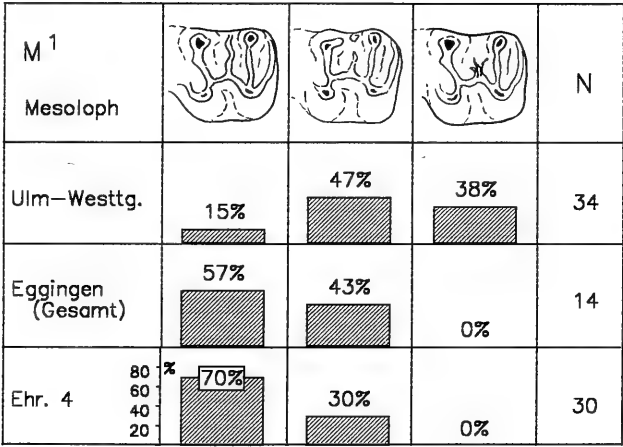 M¹
Mesoloph
N
Ulm-Westtg.
15%
47%
38%
34
Eggingen
(Gesamt)
57%
43%
0%
14
Ehr. 4
80
60
40
20
%
70%
30%
0%
30